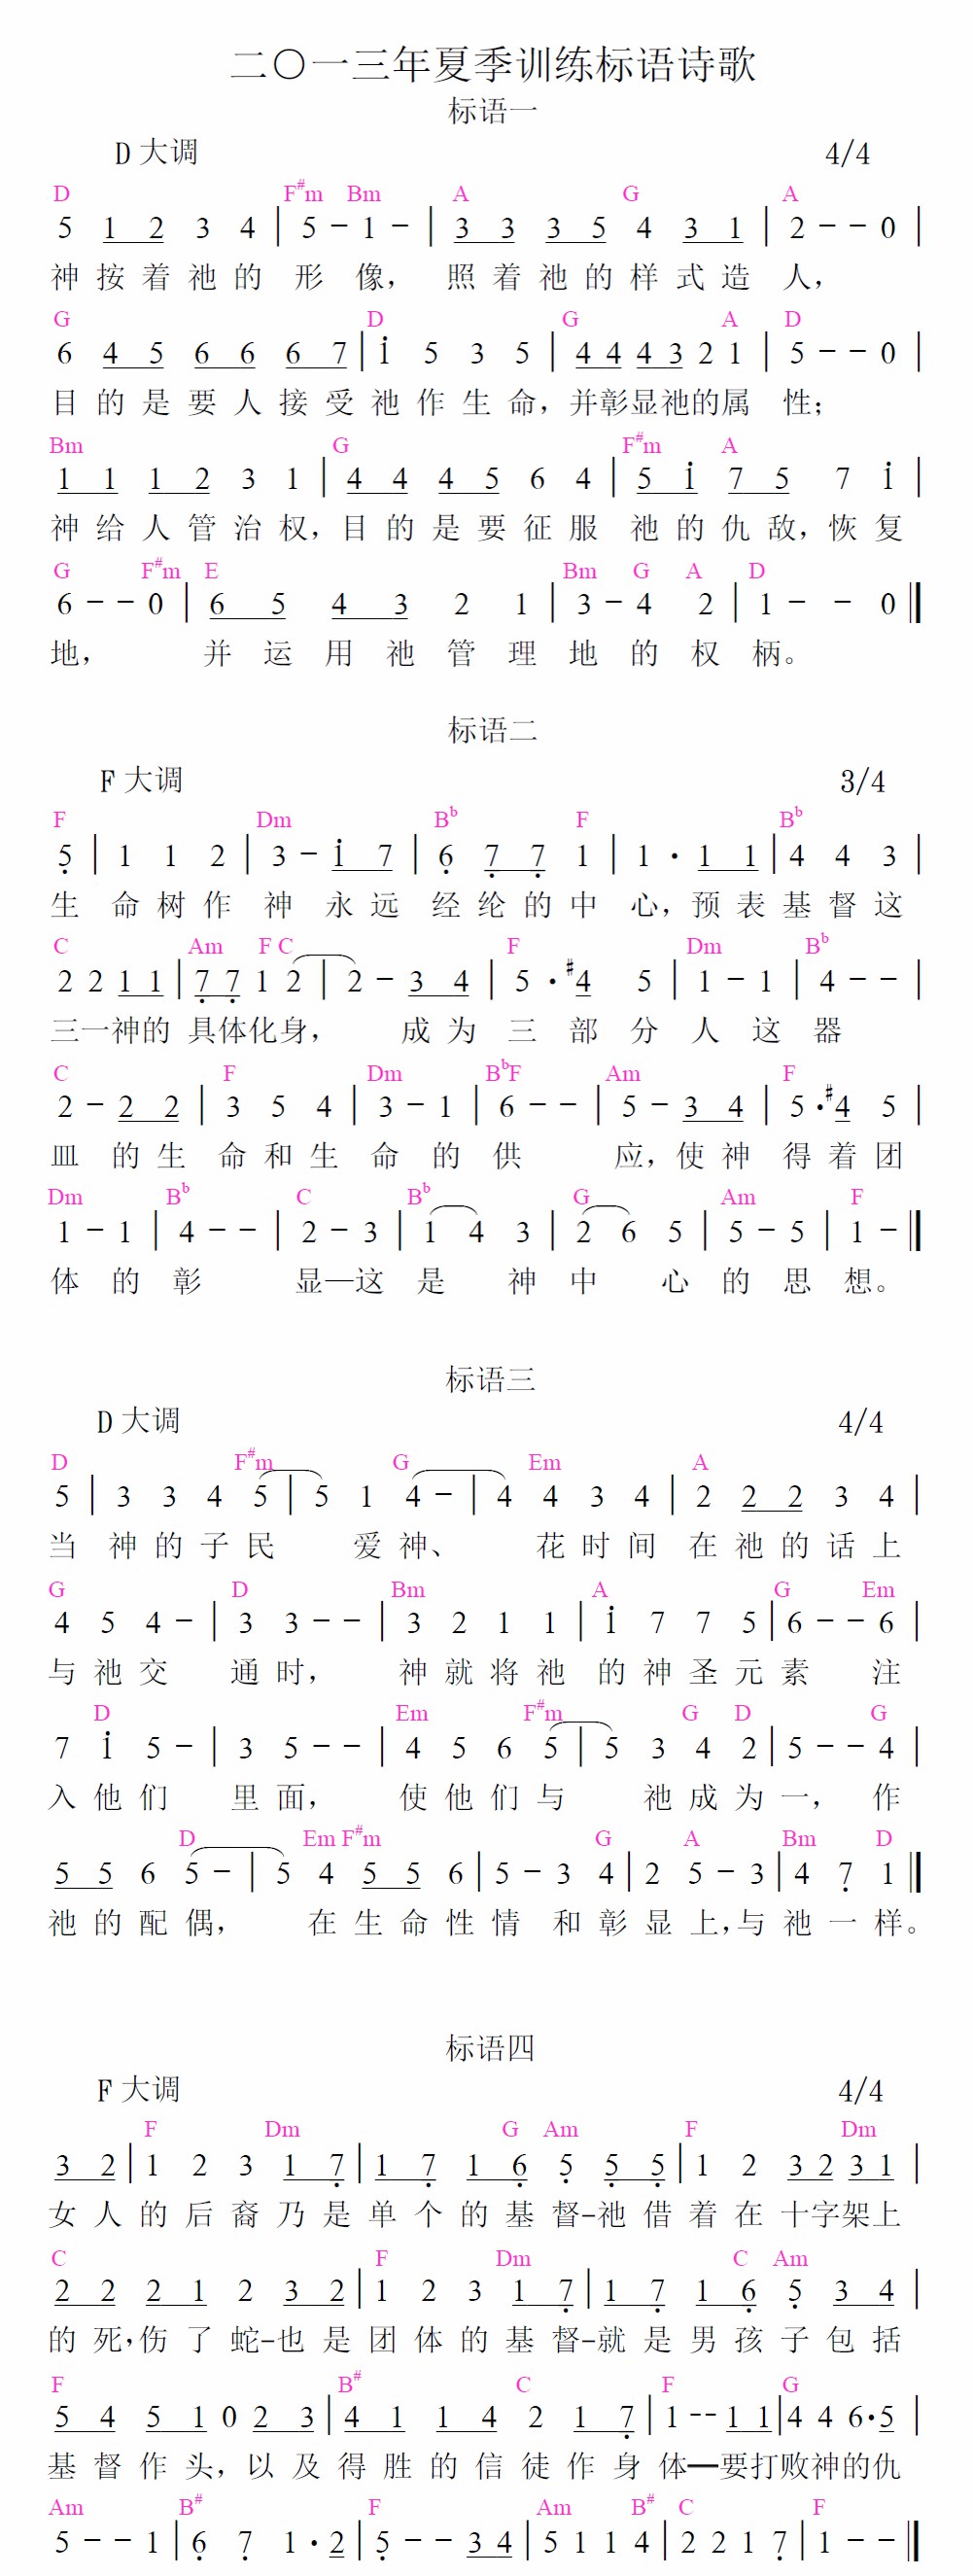 二〇一三年夏季训练标语诗歌
标语一
D 大调 4/4
D F#m Bm A G A
5 1 2 3 4 | 5 - 1 - | 3 3 3 5 4 3 1 | 2 - - 0 |
神 按 着 祂 的 形 像， 照 着 祂 的 样 式 造 人，
G D G A D
6 4 5 6 6 6 7 | i 5 3 5 | 4 4 4 3 2 1 | 5 - - 0 |
目 的 是 要 人 接 受 祂 作 生 命，并彰显祂的属 性；
Bm G F#m A
1 1 1 2 3 1 | 4 4 4 5 6 4 | 5 i 7 5 7 i |
神 给 人 管 治 权，目 的 是 要 征 服 祂 的 仇 敌，恢 复
G F#m E Bm G A D
6 - - 0 | 6 5 4 3 2 1 | 3 - 4 2 | 1 - - 0 ‖
地， 并 运 用 祂 管 理 地 的 权 柄。
标语二
F 大调 3/4
F Dm Bb F Bb
5 | 1 1 2 | 3 - i 7 | 6 7 7 1 | 1 · 1 1 | 4 4 3 |
生 命 树 作 神 永 远 经 纶 的 中 心，预 表 基 督 这
C Am F C F Dm Bb
2 2 1 1 | 7 7 1 2 | 2 - 3 4 | 5 · #4 5 | 1 - 1 | 4 - - |
三一神的 具体化身， 成 为 三 部 分 人 这 器
C F Dm BbF Am F
2 - 2 2 | 3 5 4 | 3 - 1 | 6 - - | 5 - 3 4 | 5 · #4 5 |
皿 的 生 命 和 生 命 的 供 应，使 神 得 着 团
Dm Bb C Bb G Am F
1 - 1 | 4 - - | 2 - 3 | 1 4 3 | 2 6 5 | 5 - 5 | 1 - ‖
体 的 彰 显—这 是 神 中 心 的 思 想。
标语三
D 大调 4/4
D F#m G Em A
5 | 3 3 4 5 | 5 1 4 - | 4 4 3 4 | 2 2 2 3 4 |
当 神 的 子 民 爱 神、 花 时 间 在 祂 的 话 上
G D Bm A G Em
4 5 4 - | 3 3 - - | 3 2 1 1 | i 7 7 5 | 6 - - 6 |
与 祂 交 通 时， 神 就 将 祂 的 神 圣 元 素 注
D Em F#m G D G
7 i 5 - | 3 5 - - | 4 5 6 5 | 5 3 4 2 | 5 - - 4 |
入 他 们 里 面， 使 他 们 与 祂 成 为 一， 作
D Em F#m G A Bm D
5 5 6 5 - | 5 4 5 5 6 | 5 - 3 4 | 2 5 - 3 | 4 7 1 ‖
祂 的 配 偶， 在 生 命 性 情 和 彰 显 上，与 祂 一 样。
标语四
F 大调 4/4
F Dm G Am F Dm
3 2 | 1 2 3 1 7 | 1 7 1 6 5 5 5 | 1 2 3 2 3 1 |
女 人 的 后 裔 乃 是 单 个 的 基 督-祂 借 着 在 十字架上
C F Dm C Am
2 2 2 1 2 3 2 | 1 2 3 1 7 | 1 7 1 6 5 3 4 |
的 死，伤 了 蛇-也 是 团 体 的 基 督-就 是 男 孩 子 包 括
F B# C F G
5 4 5 1 0 2 3 | 4 1 1 4 2 1 7 | 1 -- 1 1 | 4 4 6·5 |
基 督 作 头，以 及 得 胜 的 信 徒 作 身 体—要打败神的仇
Am B# F Am B# C F
5 - - 1 | 6 7 1 · 2 | 5 - - 3 4 | 5 1 1 4 | 2 2 1 7 | 1 - - ‖